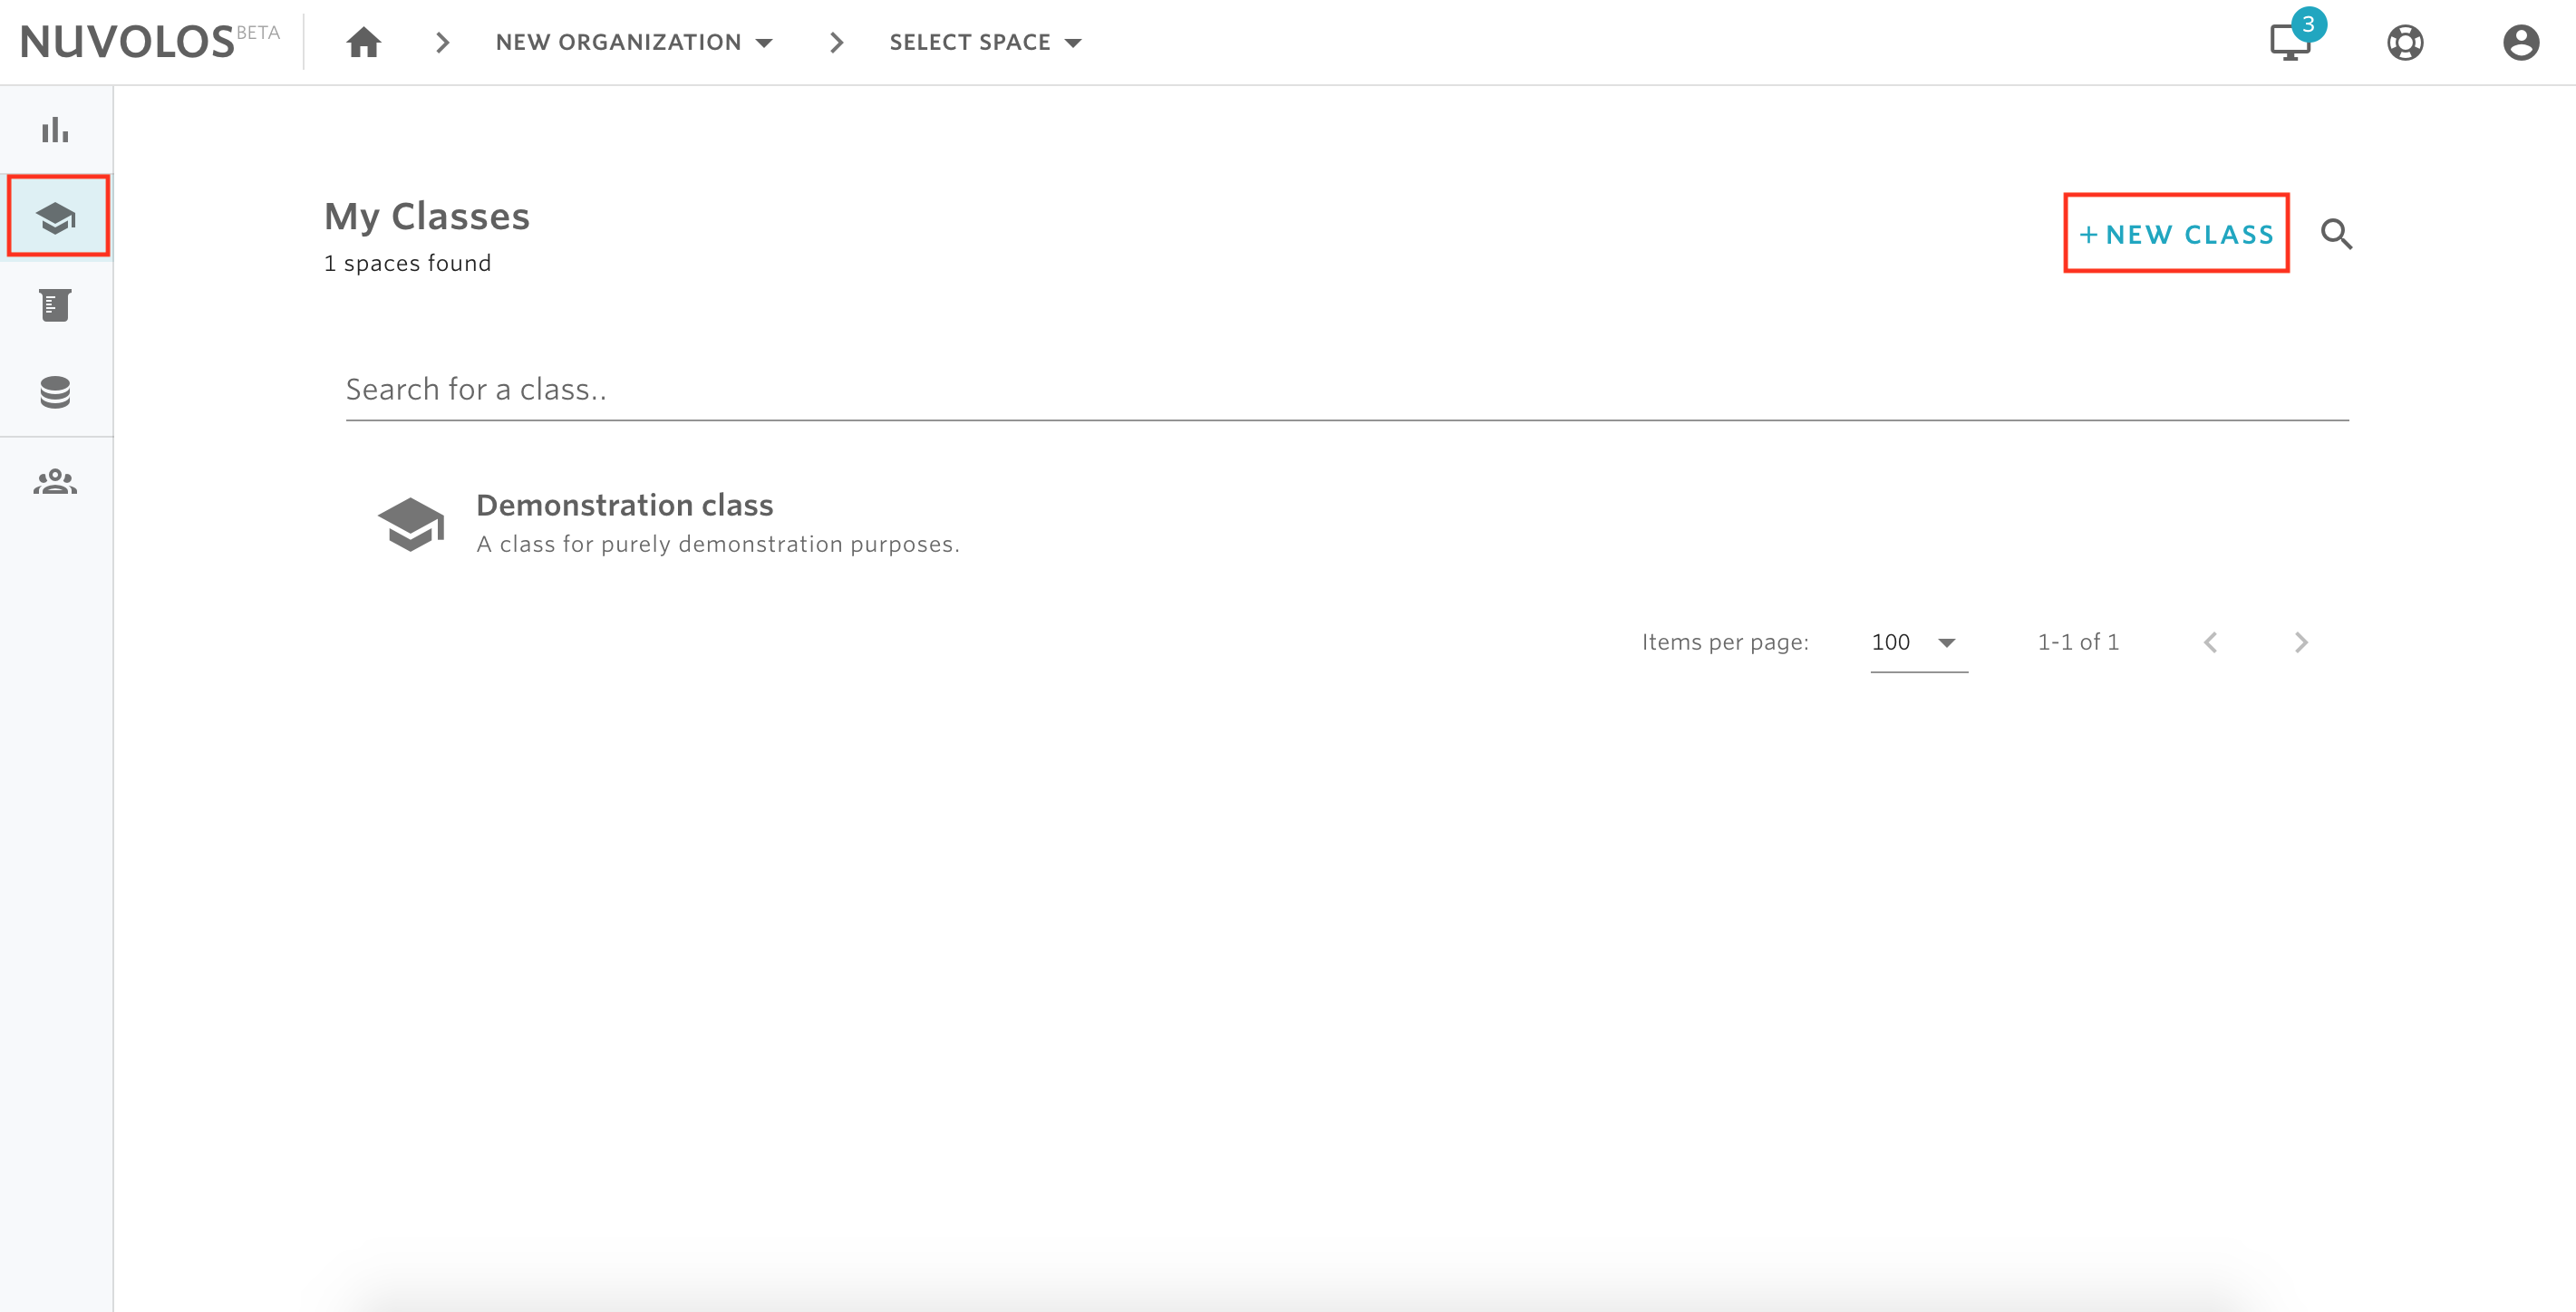 NUVOLOS BETA
NEW ORGANIZATION
SELECT SPACE
3
My Classes
1 spaces found
+ NEW CLASS
Search for a class..
Demonstration class
A class for purely demonstration purposes.
Items per page: 100 1-1 of 1